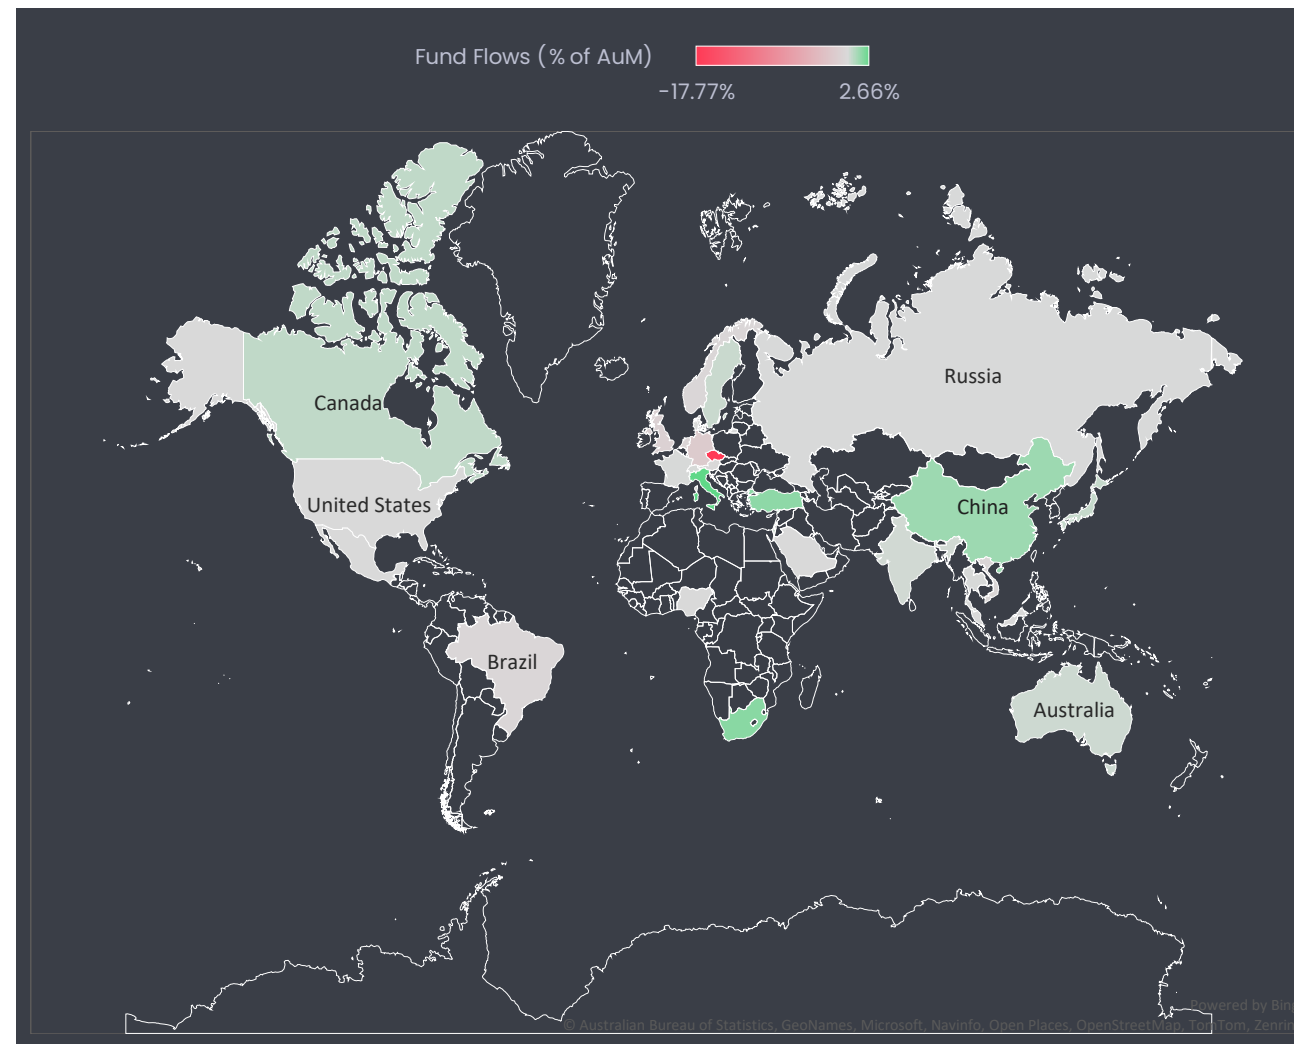 Fund Flows (% of AuM)
-17.77% 2.66%
Russia
Canada
United States
China
Brazil
Australia
Powered by Bing
© Australian Bureau of Statistics, GeoNames, Microsoft, Navinfo, Open Places, OpenStreetMap, TomTom, Zenrin